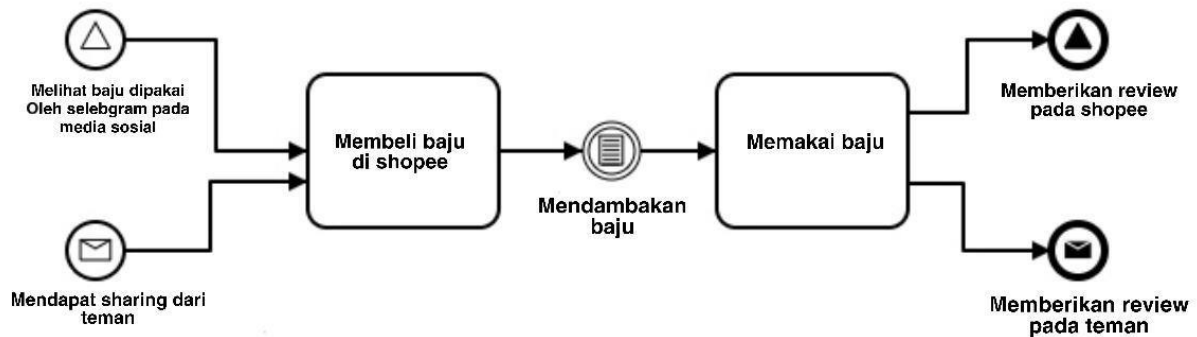 Melihat baju dipakai
Oleh selebgram pada
media sosial
Mendapat sharing dari
teman
Membeli baju
di shopee
Mendambakan
baju
Memakai baju
Memberikan review
pada shopee
Memberikan review
pada teman